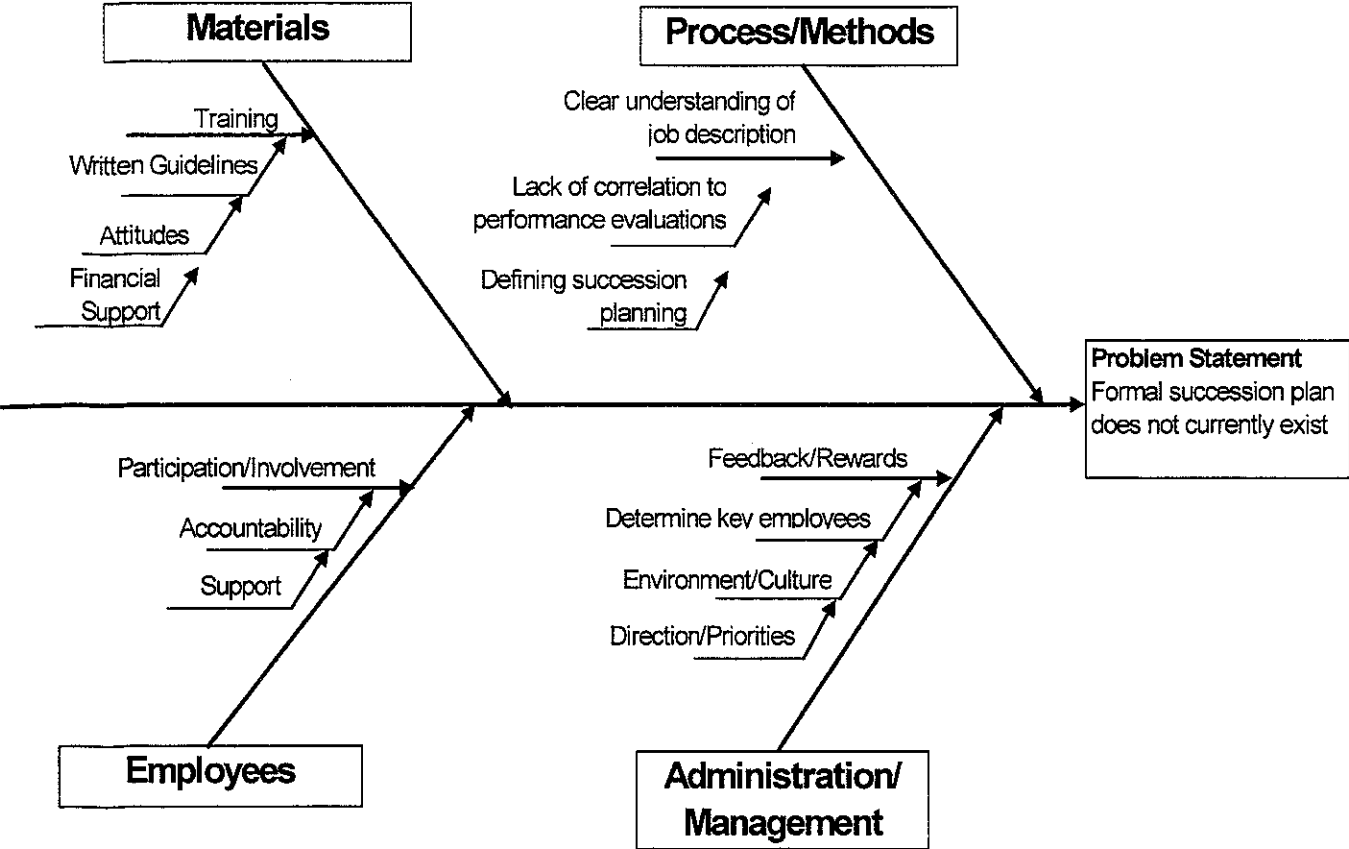 Materials
Process/Methods
Training
Written Guidelines
Attitudes
Financial
Support
Clear understanding of
job description
Lack of correlation to
performance evaluations
Defining succession
planning
Problem Statement
Formal succession plan
does not currently exist
Participation/Involvement
Accountability
Support
Feedback/Rewards
Determine key employees
Environment/Culture
Direction/Priorities
Employees
Administration/
Management